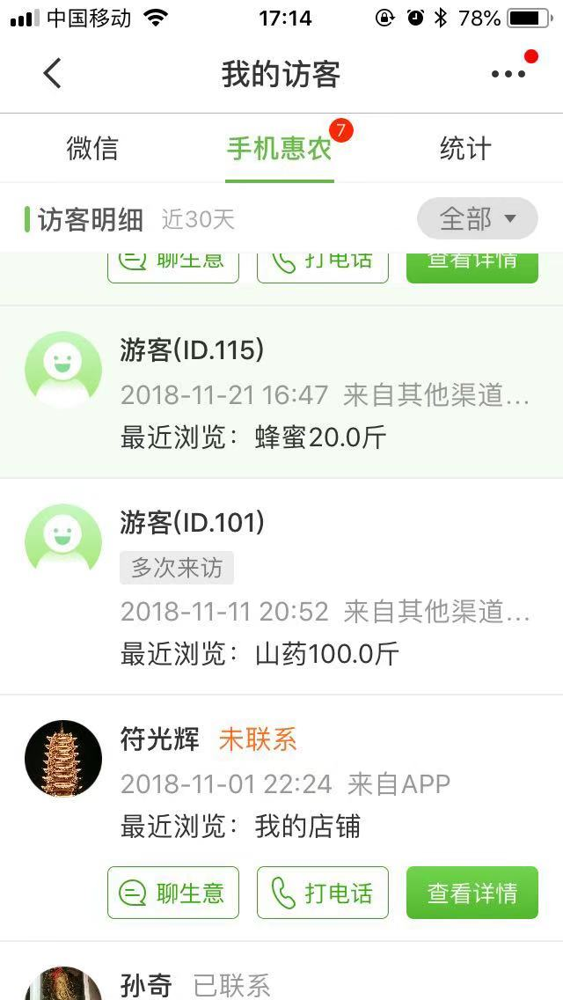 中国移动 17:14 78%
我的访客
微信 手机惠农 7 统计
访客明细 近30天 全部
聊生意 打电话 查看详情
游客(ID.115)
2018-11-21 16:47 来自其他渠道...
最近浏览：蜂蜜20.0斤
游客(ID.101)
多次来访
2018-11-11 20:52 来自其他渠道...
最近浏览：山药100.0斤
符光辉 未联系
2018-11-01 22:24 来自APP
最近浏览：我的店铺
聊生意 打电话 查看详情
孙奇 已联系